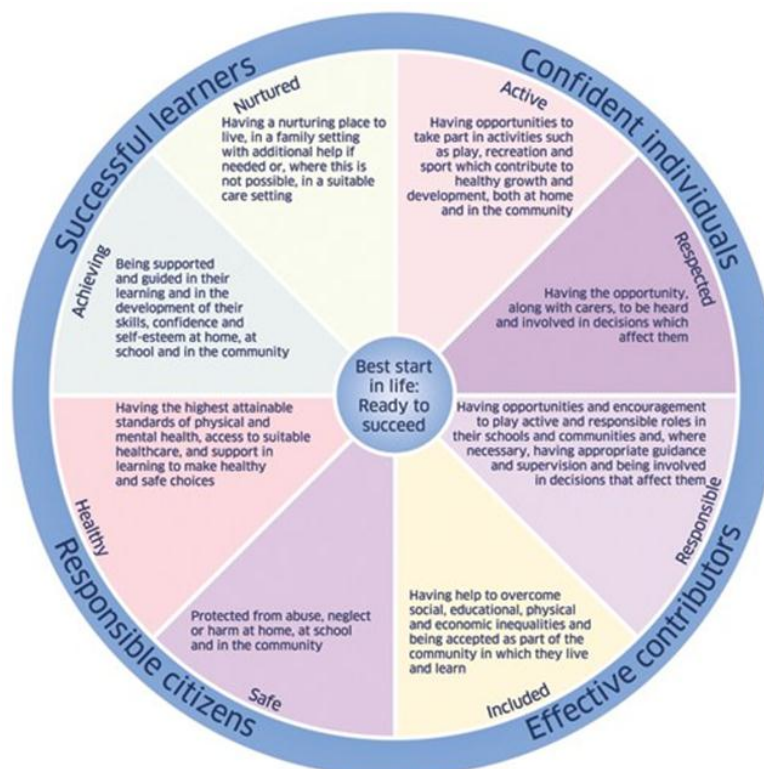 Successful learners
Confident individuals
Nurtured
Having a nurturing place to
live, in a family setting
with additional help if
needed or, where this is
not possible, in a suitable
care setting
Active
Having opportunities to
take part in activities such
as play, recreation and
sport which contribute to
healthy growth and
development, both at home
and in the community
Achieving
Being supported
and guided in their
learning and in the
development of their
skills, confidence and
self-esteem at home, at
school and in the community
Respected
Having the opportunity,
along with carers, to be heard
and involved in decisions which
affect them
Best start
in life:
Ready to
succeed
Healthy
Having the highest attainable
standards of physical and
mental health, access to suitable
healthcare, and support in
learning to make healthy
and safe choices
Responsible
Having opportunities and encouragement
to play active and responsible roles in
their schools and communities and, where
necessary, having appropriate guidance
and supervision and being involved
in decisions that affect them
Safe
Protected from abuse, neglect
or harm at home, at school
and in the community
Included
Having help to overcome
social, educational, physical
and economic inequalities and
being accepted as part of the
community in which they live
and learn
Responsible citizens
Effective contributors